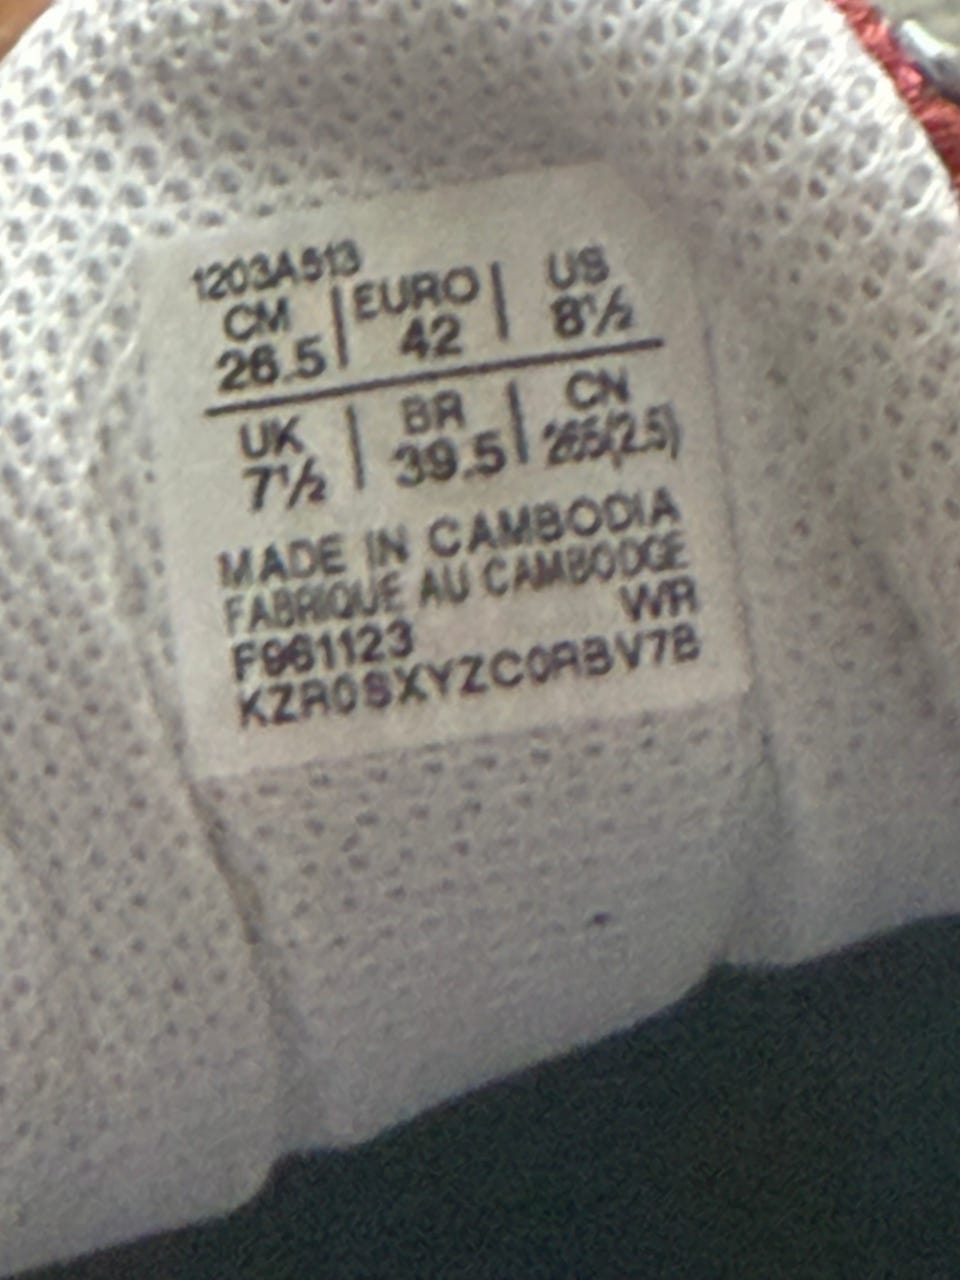 1203A513
CM | EURO | US
26.5 | 42 | 8½
UK | BR | CN
7½ | 39.5 | 265(2.5)
MADE IN CAMBODIA
FABRIQUE AU CAMBODGE
WR
F961123
KZR0SXYZC0RBV7B